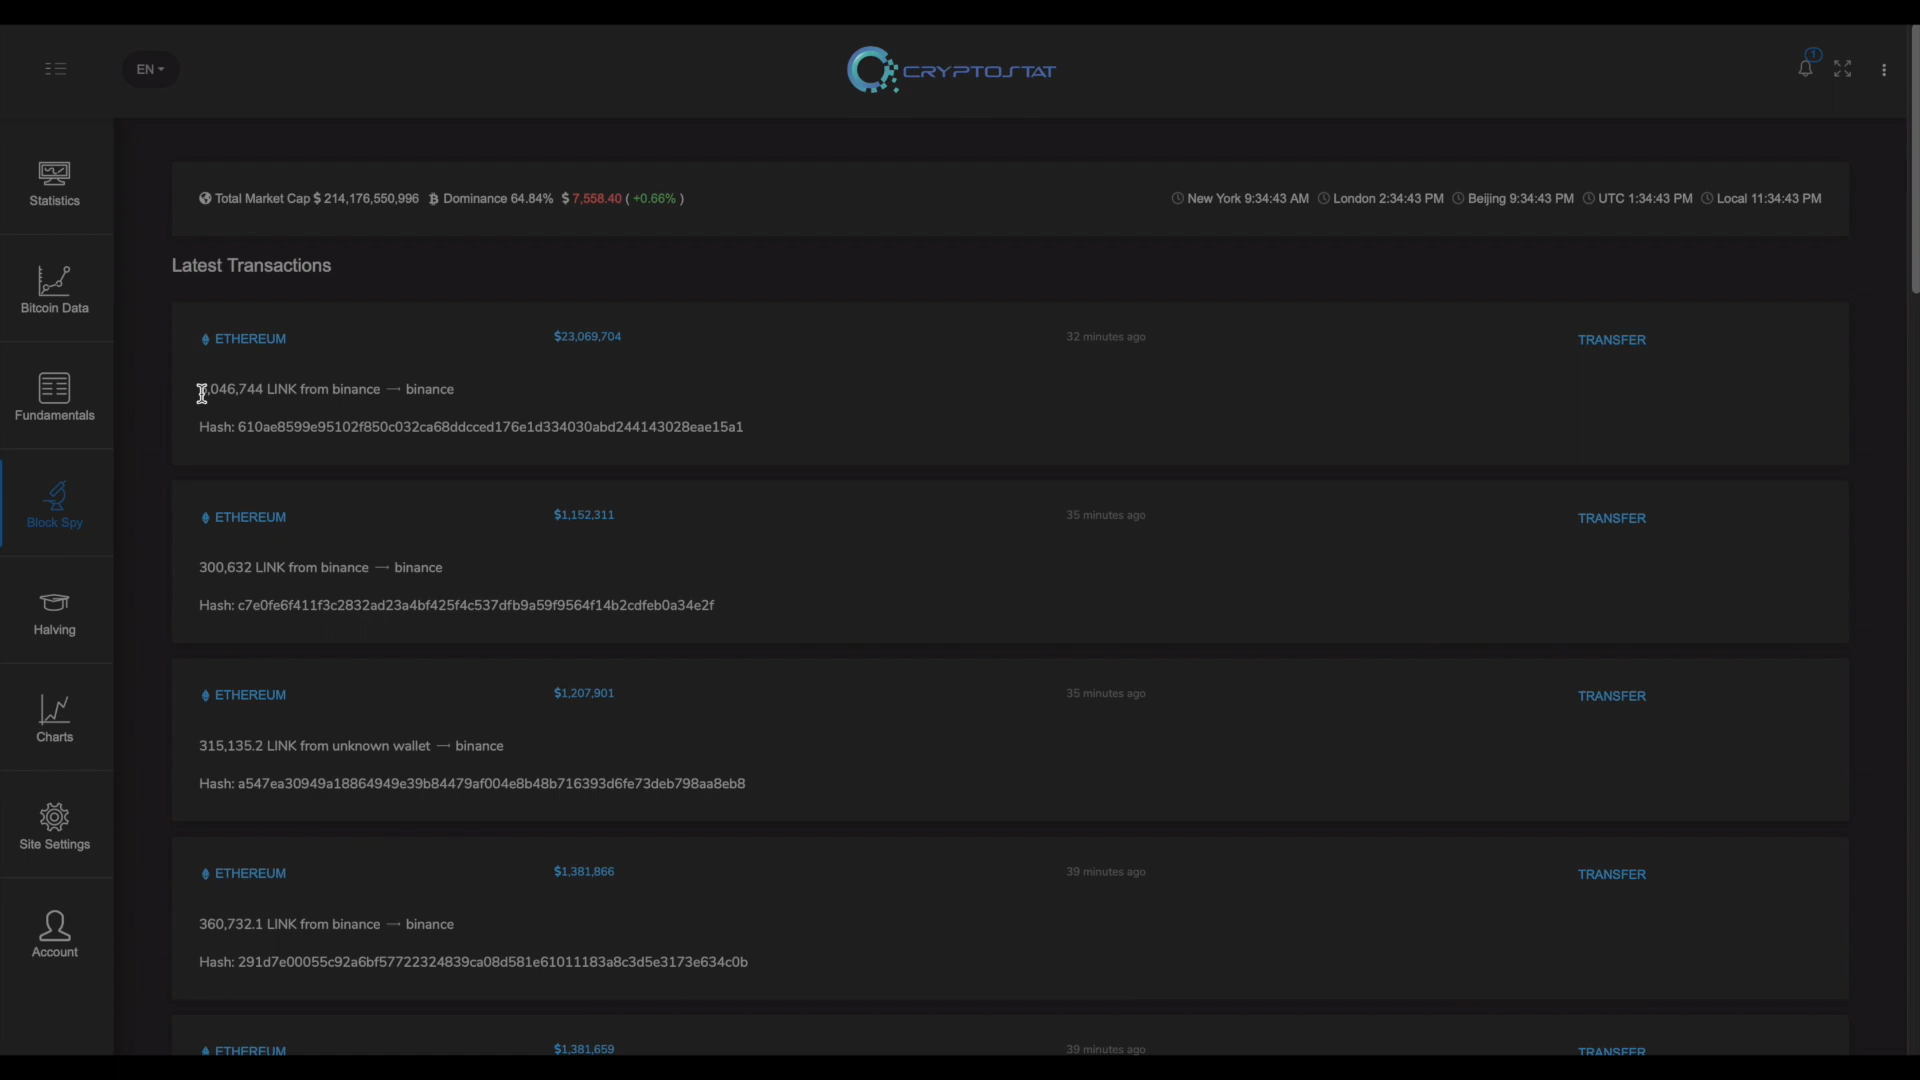 EN
CRYPTOSTAT
1
Statistics
Bitcoin Data
Fundamentals
Block Spy
Halving
Charts
Site Settings
Account
Total Market Cap $ 214,176,550,996 Dominance 64.84% $ 7,558.40 ( +0.66% )
New York 9:34:43 AM London 2:34:43 PM Beijing 9:34:43 PM UTC 1:34:43 PM Local 11:34:43 PM
Latest Transactions
ETHEREUM $23,069,704 32 minutes ago TRANSFER
,046,744 LINK from binance → binance
Hash: 610ae8599e95102f850c032ca68ddcced176e1d334030abd244143028eae15a1
ETHEREUM $1,152,311 35 minutes ago TRANSFER
300,632 LINK from binance → binance
Hash: c7e0fe6f411f3c2832ad23a4bf425f4c537dfb9a59f9564f14b2cdfeb0a34e2f
ETHEREUM $1,207,901 35 minutes ago TRANSFER
315,135.2 LINK from unknown wallet → binance
Hash: a547ea30949a18864949e39b84479af004e8b48b716393d6fe73deb798aa8eb8
ETHEREUM $1,381,866 39 minutes ago TRANSFER
360,732.1 LINK from binance → binance
Hash: 291d7e00055c92a6bf57722324839ca08d581e61011183a8c3d5e3173e634c0b
ETHEREUM $1,381,659 39 minutes ago TRANSFER